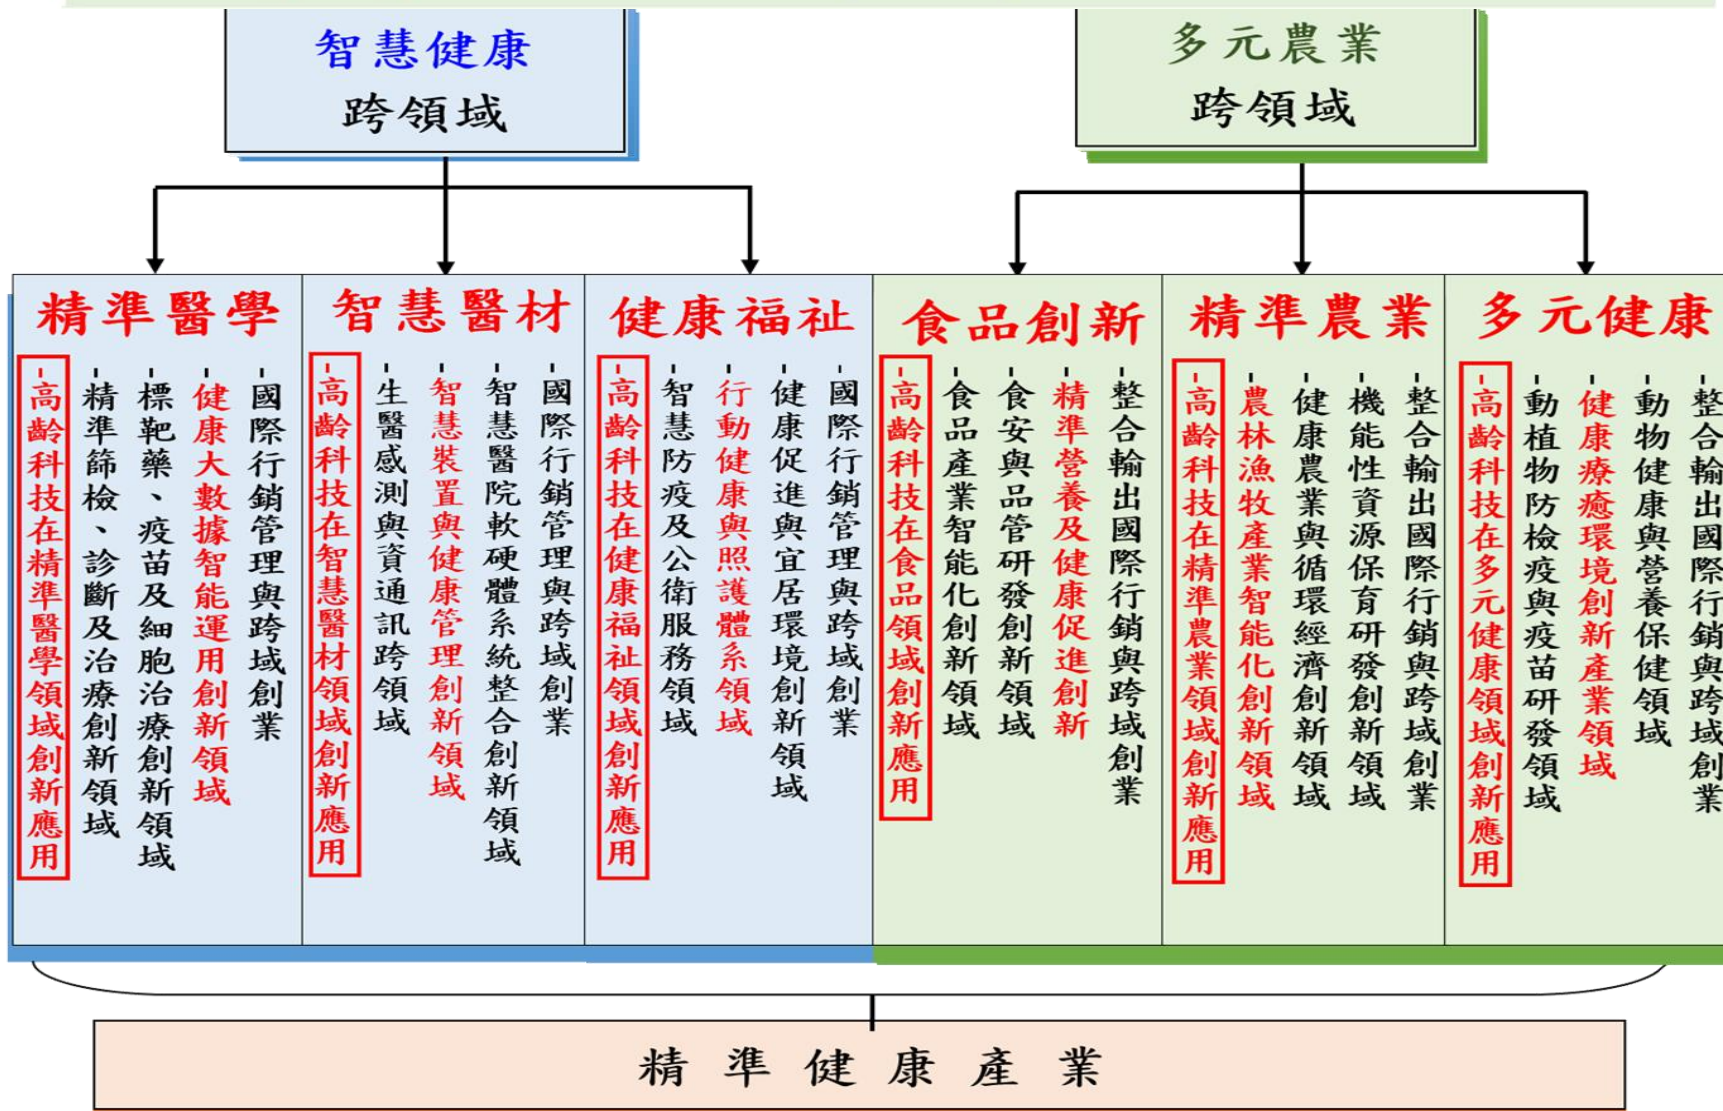 智慧健康
跨領域
多元農業
跨領域
精準醫學
-高齡科技在精準醫學領域創新應用
-精準篩檢、診斷及治療創新領域
-標靶藥、疫苗及細胞治療創新領域
-健康大數據智能運用創新領域
-國際行銷管理與跨域創業
智慧醫材
-高齡科技在智慧醫材領域創新應用
-生醫感測與資通訊跨領域
-智慧裝置與健康管理創新領域
-智慧醫院軟硬體系統整合創新領域
-國際行銷管理與跨域創業
健康福祉
-高齡科技在健康福祉領域創新應用
-智慧防疫及公衛服務領域
-行動健康與照護體系領域
-健康促進與宜居環境創新領域
-國際行銷管理與跨域創業
食品創新
-高齡科技在食品領域創新應用
-食品產業智能化創新領域
-食安與品管研發創新領域
-精準營養及健康促進創新
-整合輸出國際行銷與跨域創業
精準農業
-高齡科技在精準農業領域創新應用
-農林漁牧產業智能化創新領域
-健康農業與循環經濟創新領域
-機能性資源保育研發創新領域
-整合輸出國際行銷與跨域創業
多元健康
-高齡科技在多元健康領域創新應用
-動植物防檢疫與疫苗研發領域
-健康療癒環境創新產業領域
-動物健康與營養保健領域
-整合輸出國際行銷與跨域創業
精準健康產業